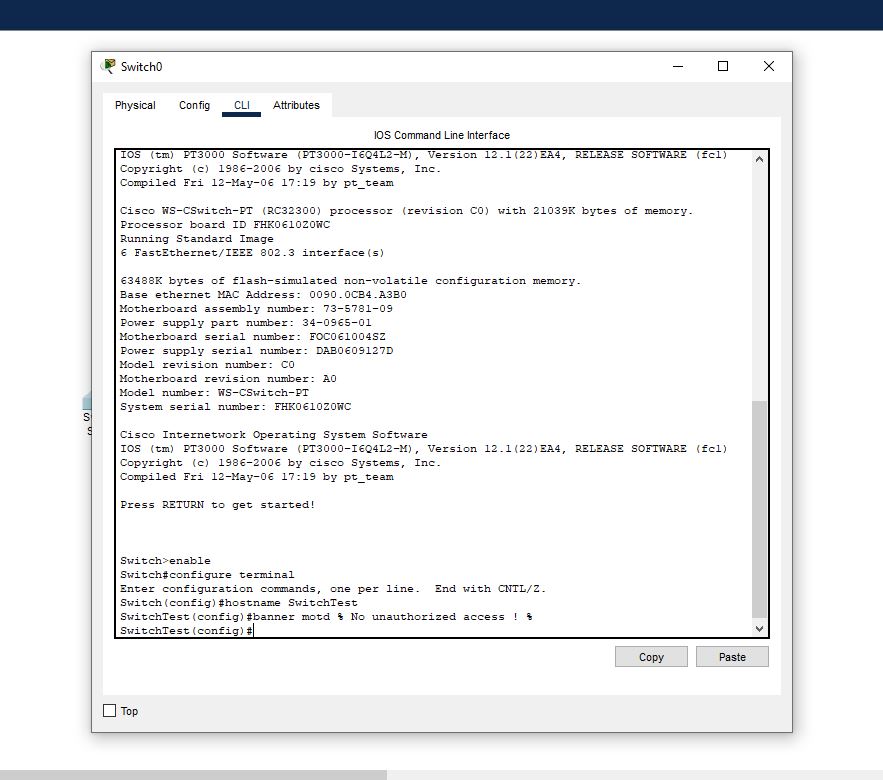 Switch0
Physical Config CLI Attributes
IOS Command Line Interface
IOS (tm) PT3000 Software (PT3000-I6Q4L2-M), Version 12.1(22)EA4, RELEASE SOFTWARE (fc1)
Copyright (c) 1986-2006 by cisco Systems, Inc.
Compiled Fri 12-May-06 17:19 by pt_team
Cisco WS-CSwitch-PT (RC32300) processor (revision C0) with 21039K bytes of memory.
Processor board ID FHK0610Z0WC
Running Standard Image
6 FastEthernet/IEEE 802.3 interface(s)
63488K bytes of flash-simulated non-volatile configuration memory.
Base ethernet MAC Address: 0090.0CB4.A3B0
Motherboard assembly number: 73-5781-09
Power supply part number: 34-0965-01
Motherboard serial number: FOC061004SZ
Power supply serial number: DAB0609127D
Model revision number: C0
Motherboard revision number: A0
Model number: WS-CSwitch-PT
System serial number: FHK0610Z0WC
Cisco Internetwork Operating System Software
IOS (tm) PT3000 Software (PT3000-I6Q4L2-M), Version 12.1(22)EA4, RELEASE SOFTWARE (fc1)
Copyright (c) 1986-2006 by cisco Systems, Inc.
Compiled Fri 12-May-06 17:19 by pt_team
Press RETURN to get started!
Switch>enable
Switch#configure terminal
Enter configuration commands, one per line.  End with CNTL/Z.
Switch(config)#hostname SwitchTest
SwitchTest(config)#banner motd % No unauthorized access ! %
SwitchTest(config)#
Copy Paste
Top